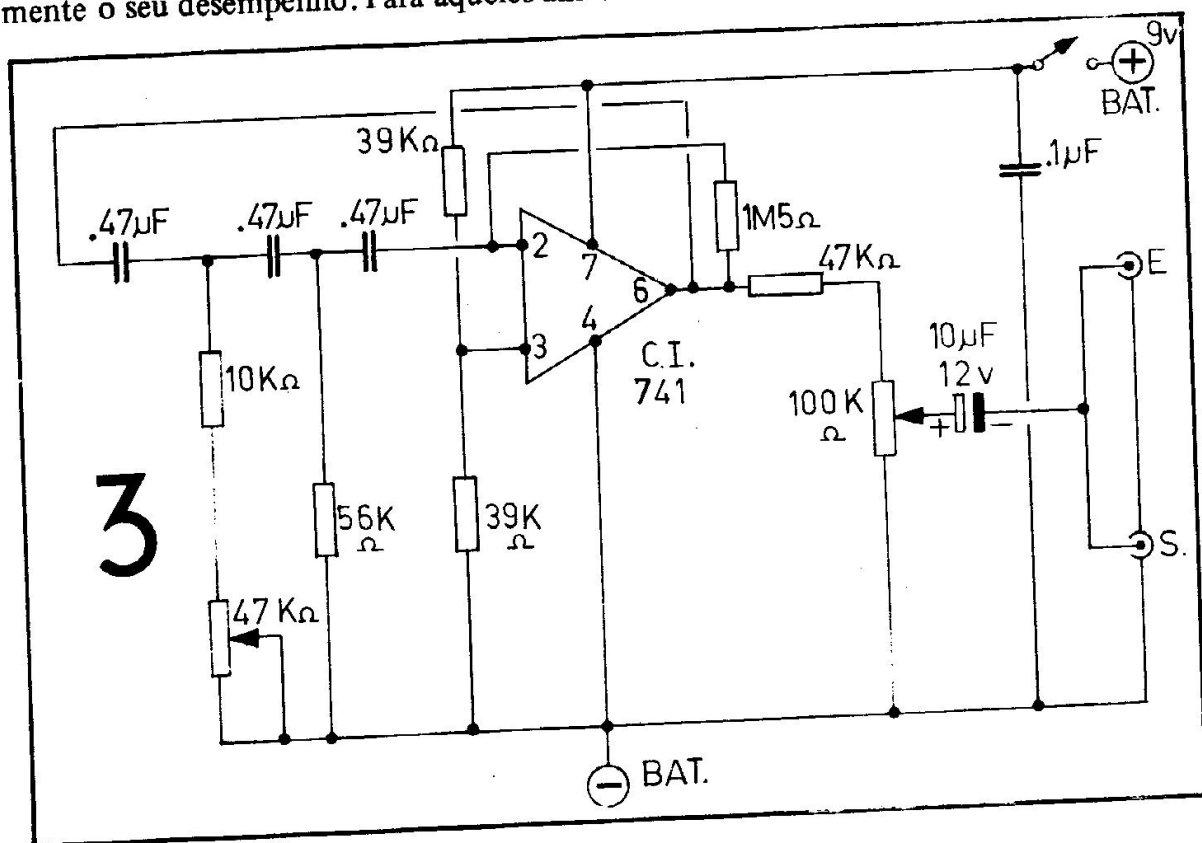 mente o seu desempenho. Para aqueles
9v
BAT.
39KΩ
.1µF
.47µF
.47µF
.47µF
1M5Ω
2
7
47KΩ
6
E
4
3
C.I.
741
10µF
12v
10KΩ
100K
Ω
+
-
3
56K
Ω
39K
Ω
S.
47KΩ
BAT.